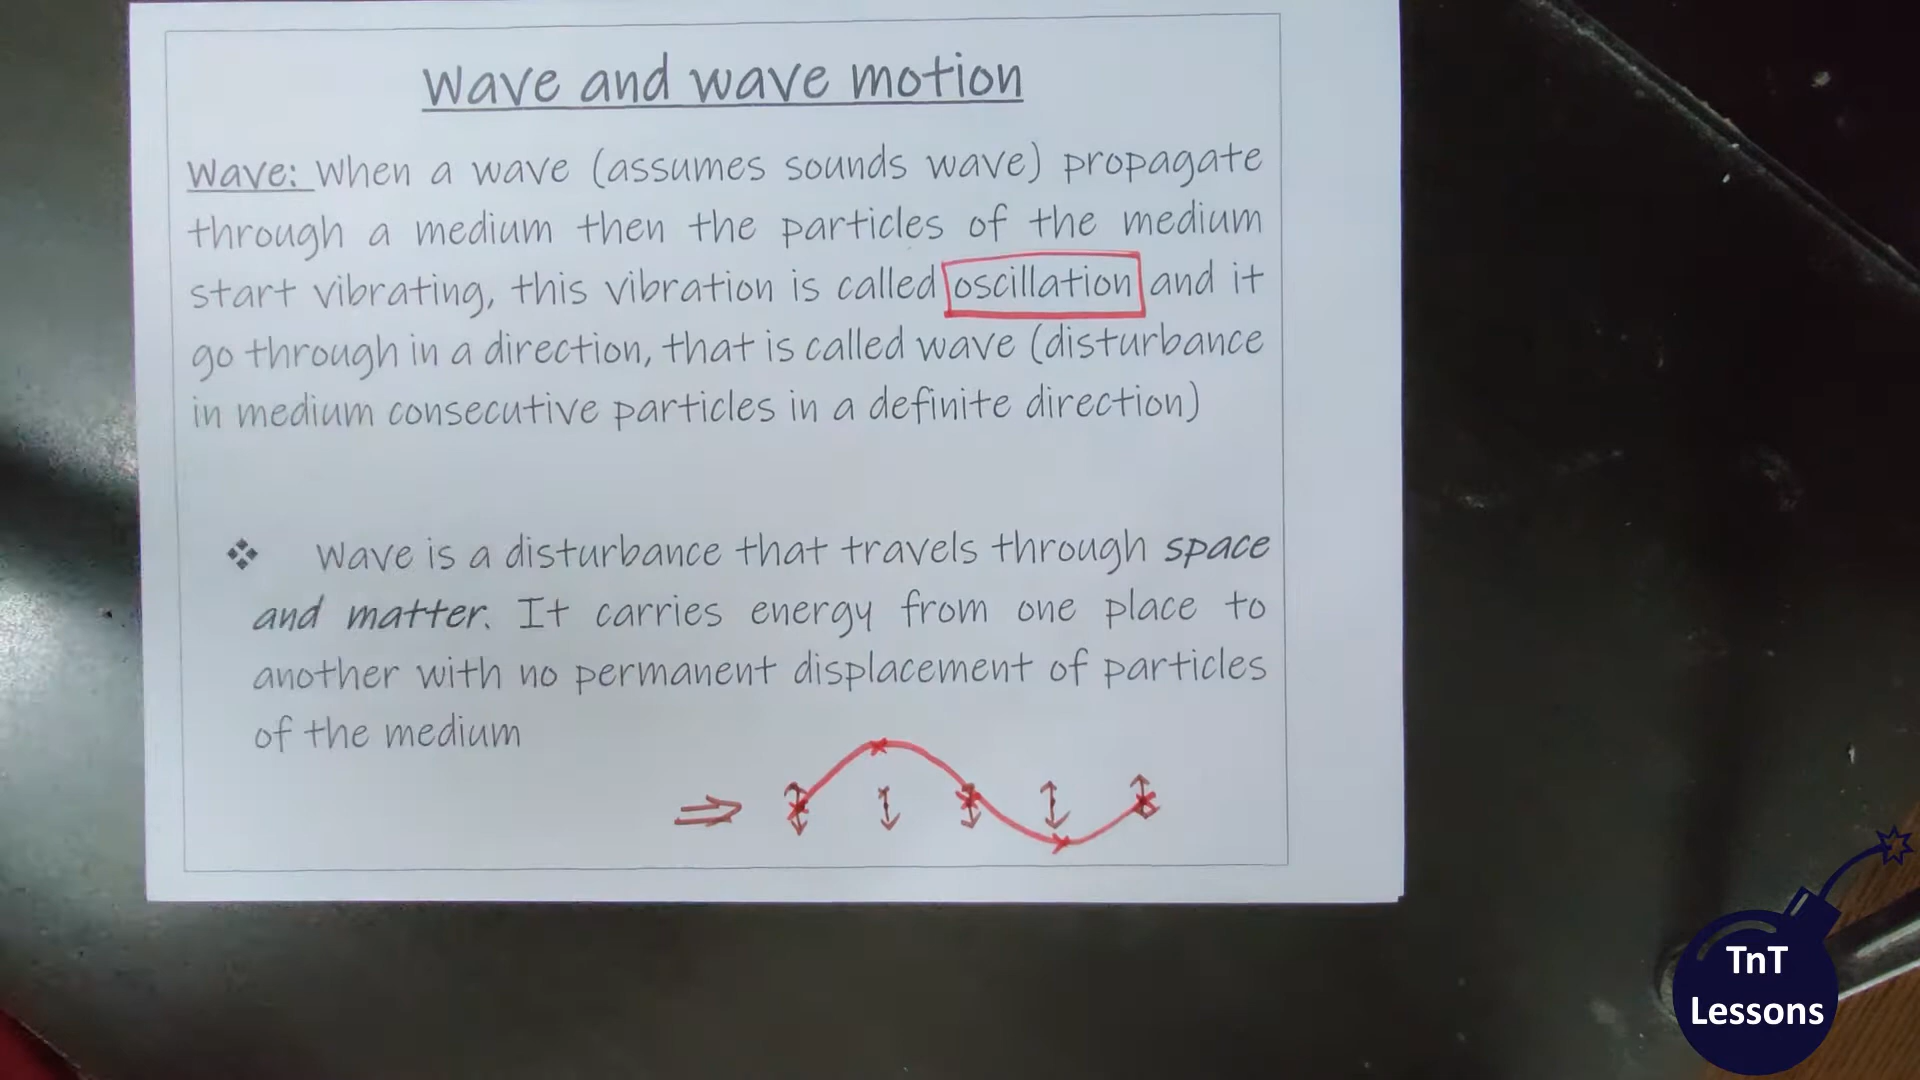 Wave and wave motion
Wave: When a wave (assumes sounds wave) propagate
through a medium then the particles of the medium
start vibrating, this vibration is called oscillation and it
go through in a direction, that is called wave (disturbance
in medium consecutive particles in a definite direction)
❖ Wave is a disturbance that travels through space
and matter. It carries energy from one place to
another with no permanent displacement of particles
of the medium
TnT
Lessons